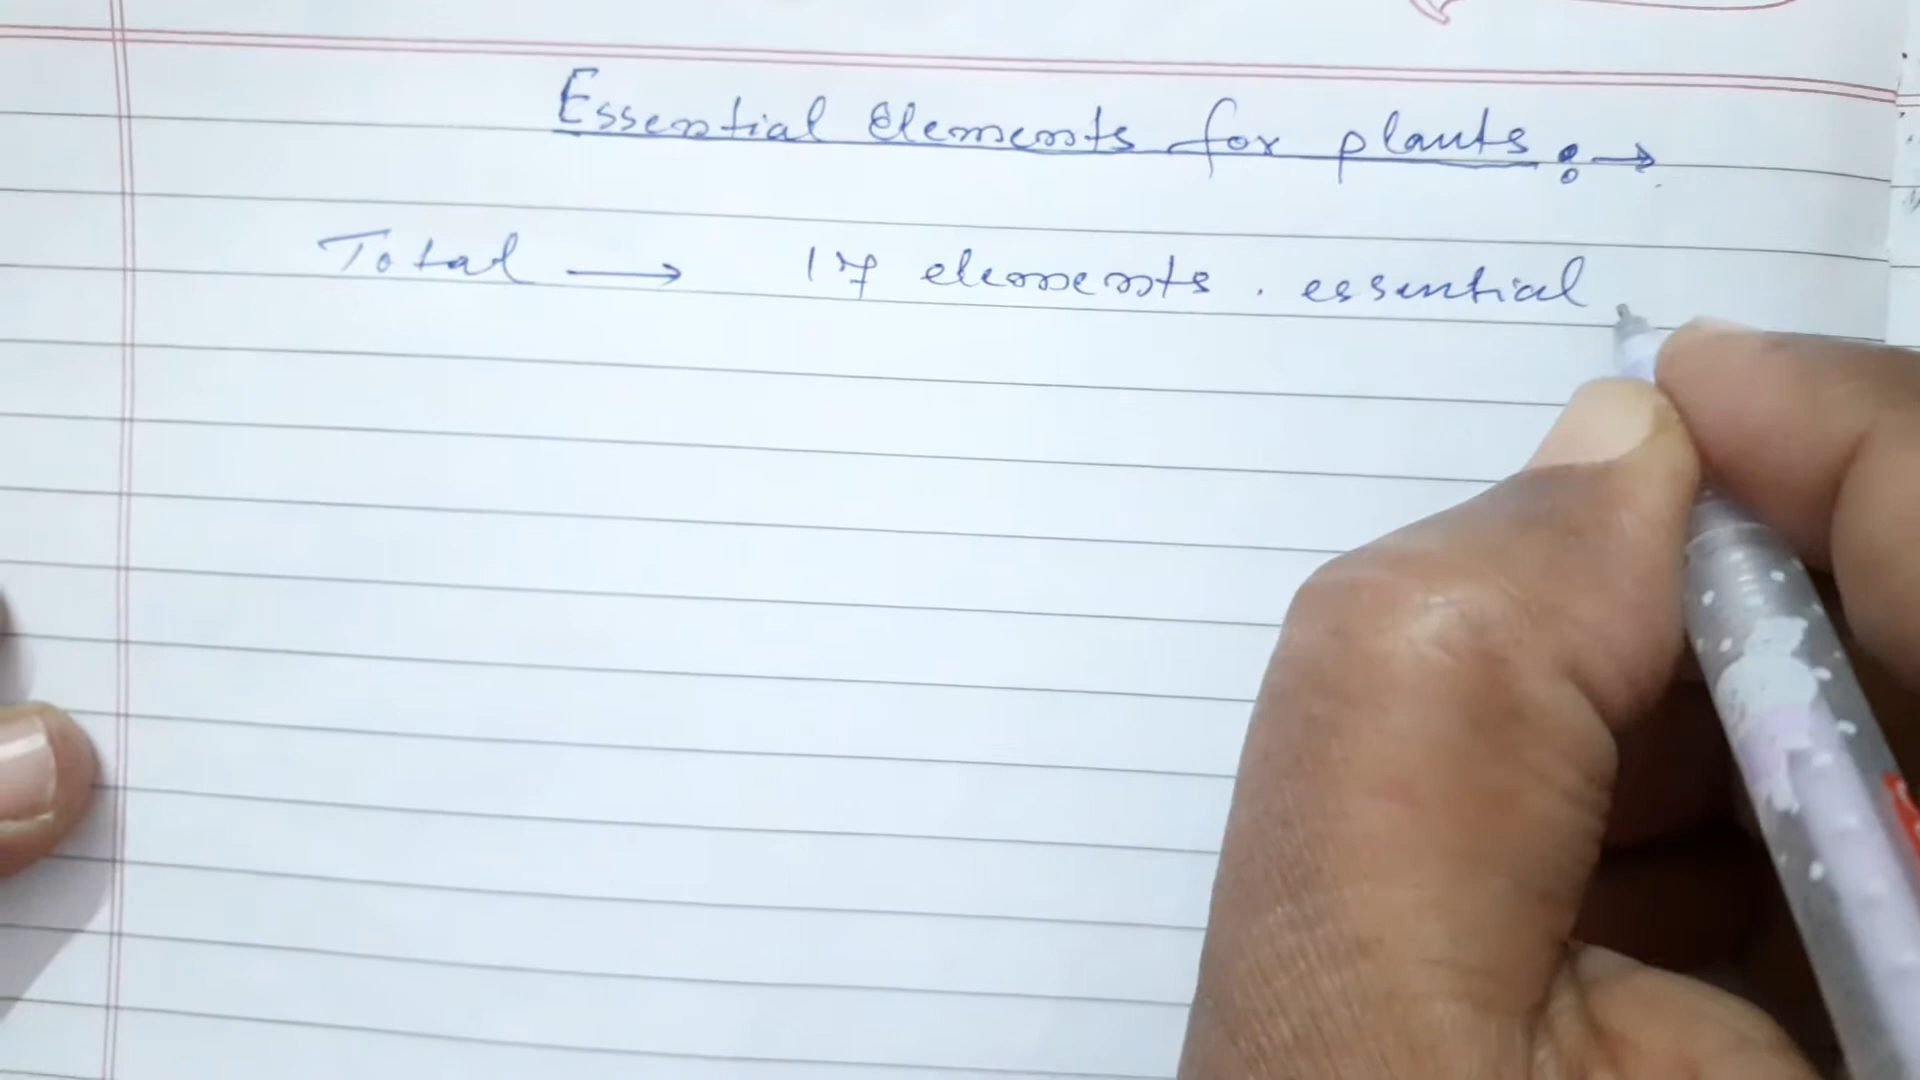 Essential Elements for plants :→
Total → 17 elements . essential